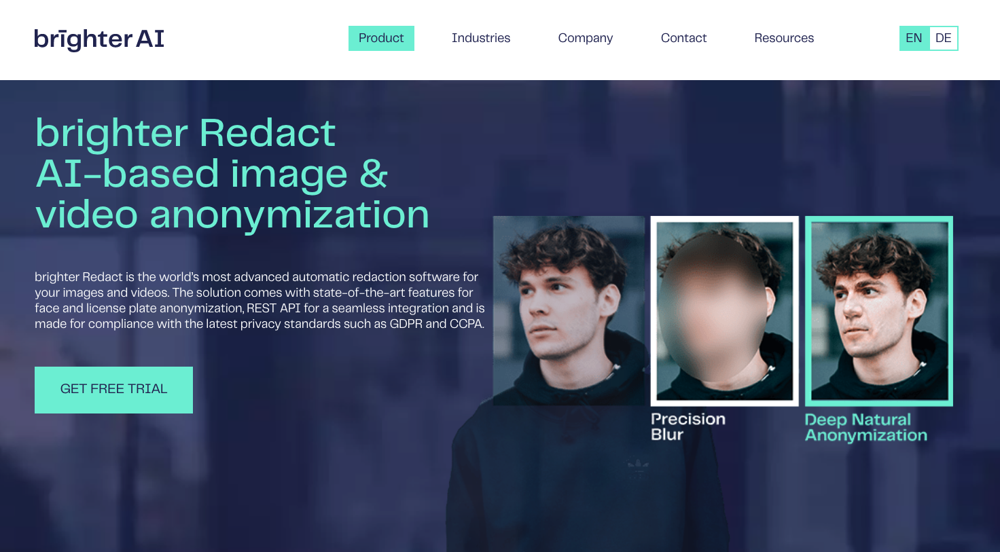 brīghter AI
Product
Industries
Company
Contact
Resources
EN
DE
brighter Redact
AI-based image &
video anonymization
brighter Redact is the world's most advanced automatic redaction software for
your images and videos. The solution comes with state-of-the-art features for
face and license plate anonymization, REST API for a seamless integration and is
made for compliance with the latest privacy standards such as GDPR and CCPA.
GET FREE TRIAL
Precision
Blur
Deep Natural
Anonymization